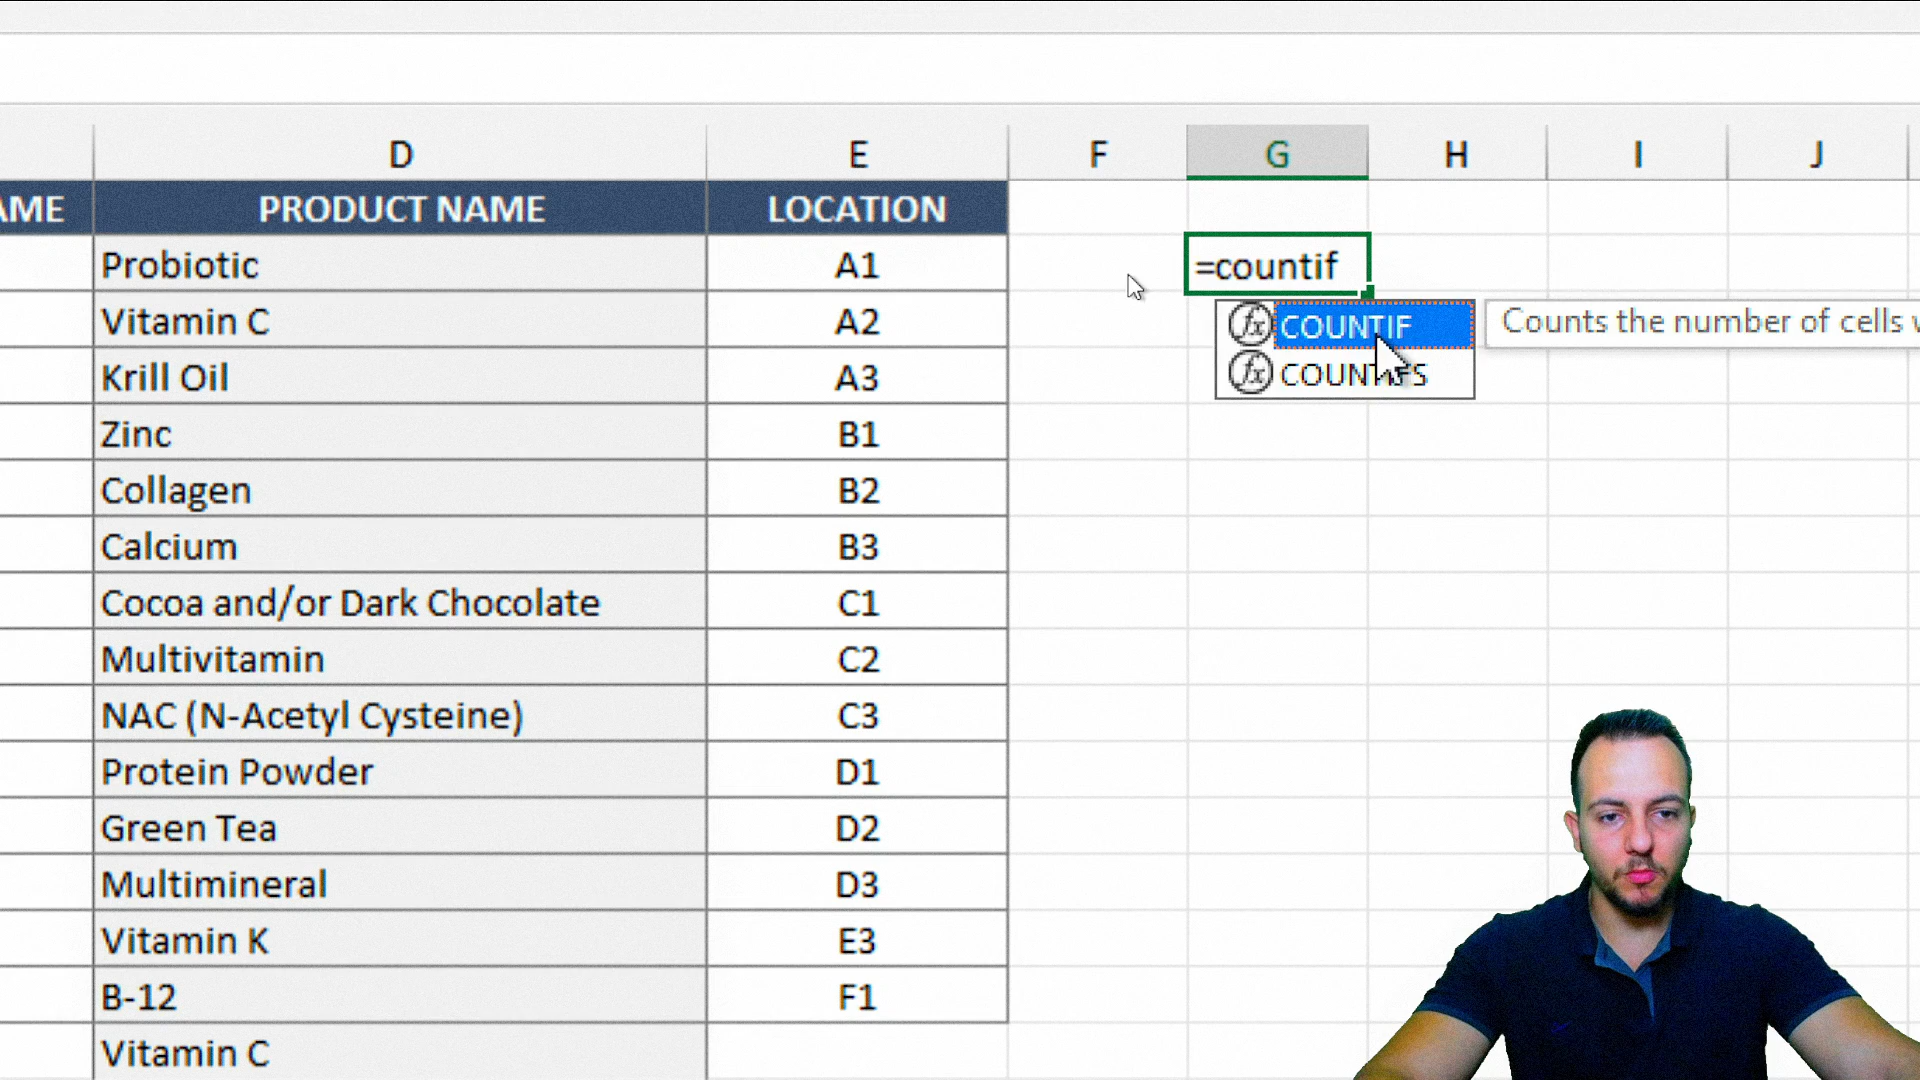 D E F G H I J
AME PRODUCT NAME LOCATION
Probiotic A1 =countif
Vitamin C A2 COUNTIF Counts the number of cells
Krill Oil A3 COUNTIFS
Zinc B1
Collagen B2
Calcium B3
Cocoa and/or Dark Chocolate C1
Multivitamin C2
NAC (N-Acetyl Cysteine) C3
Protein Powder D1
Green Tea D2
Multimineral D3
Vitamin K E3
B-12 F1
Vitamin C